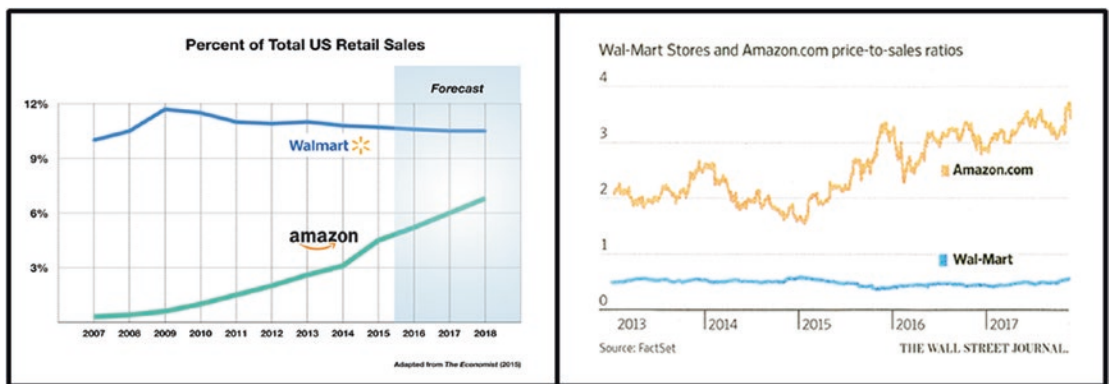 Percent of Total US Retail Sales
Forecast
12%
9%
6%
3%
Walmart
amazon
2007 2008 2009 2010 2011 2012 2013 2014 2015 2016 2017 2018
Adapted from The Economist (2015)
Wal-Mart Stores and Amazon.com price-to-sales ratios
4
3
2
1
0
Amazon.com
Wal-Mart
2013 2014 2015 2016 2017
Source: FactSet THE WALL STREET JOURNAL.